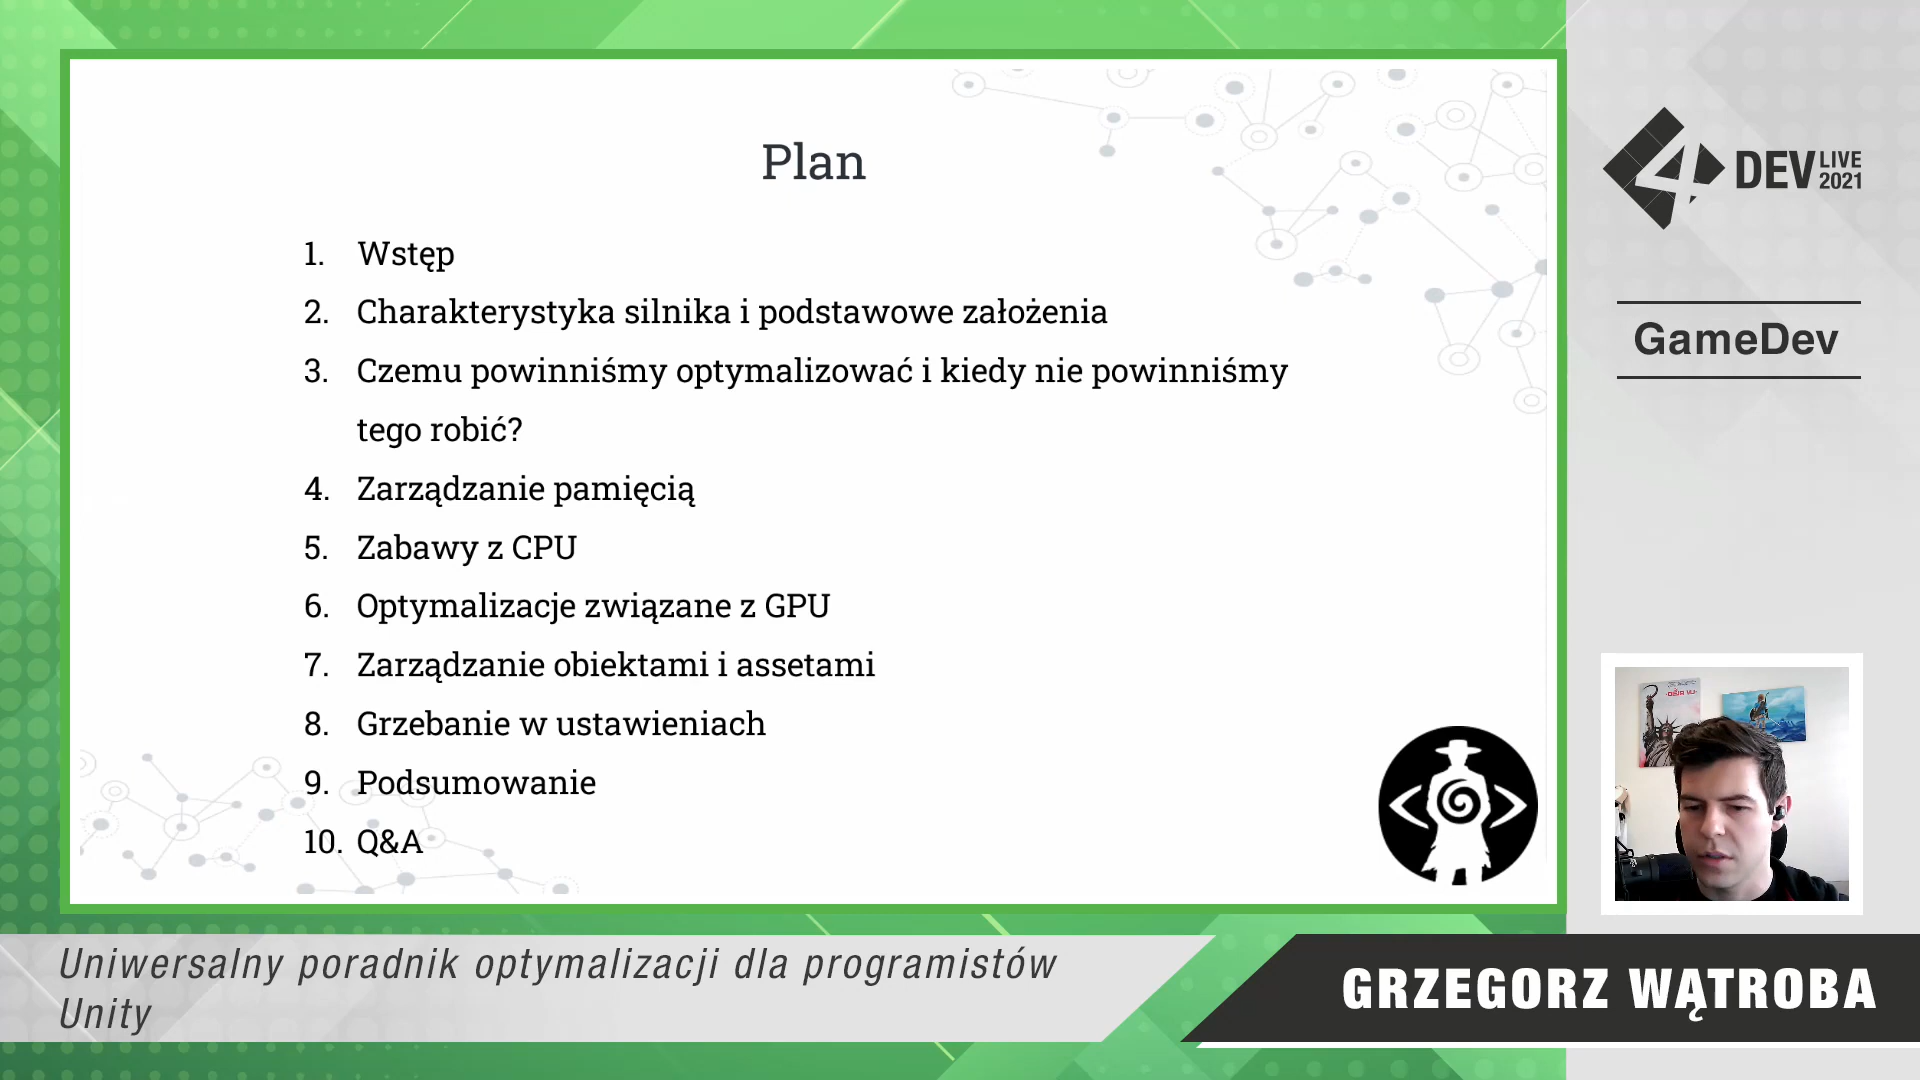 Plan
1. Wstęp
2. Charakterystyka silnika i podstawowe założenia
3. Czemu powinniśmy optymalizować i kiedy nie powinniśmy
tego robić?
4. Zarządzanie pamięcią
5. Zabawy z CPU
6. Optymalizacje związane z GPU
7. Zarządzanie obiektami i assetami
8. Grzebanie w ustawieniach
9. Podsumowanie
10. Q&A
4 DEV LIVE 2021
GameDev
Uniwersalny poradnik optymalizacji dla programistów
Unity
GRZEGORZ WĄTROBA